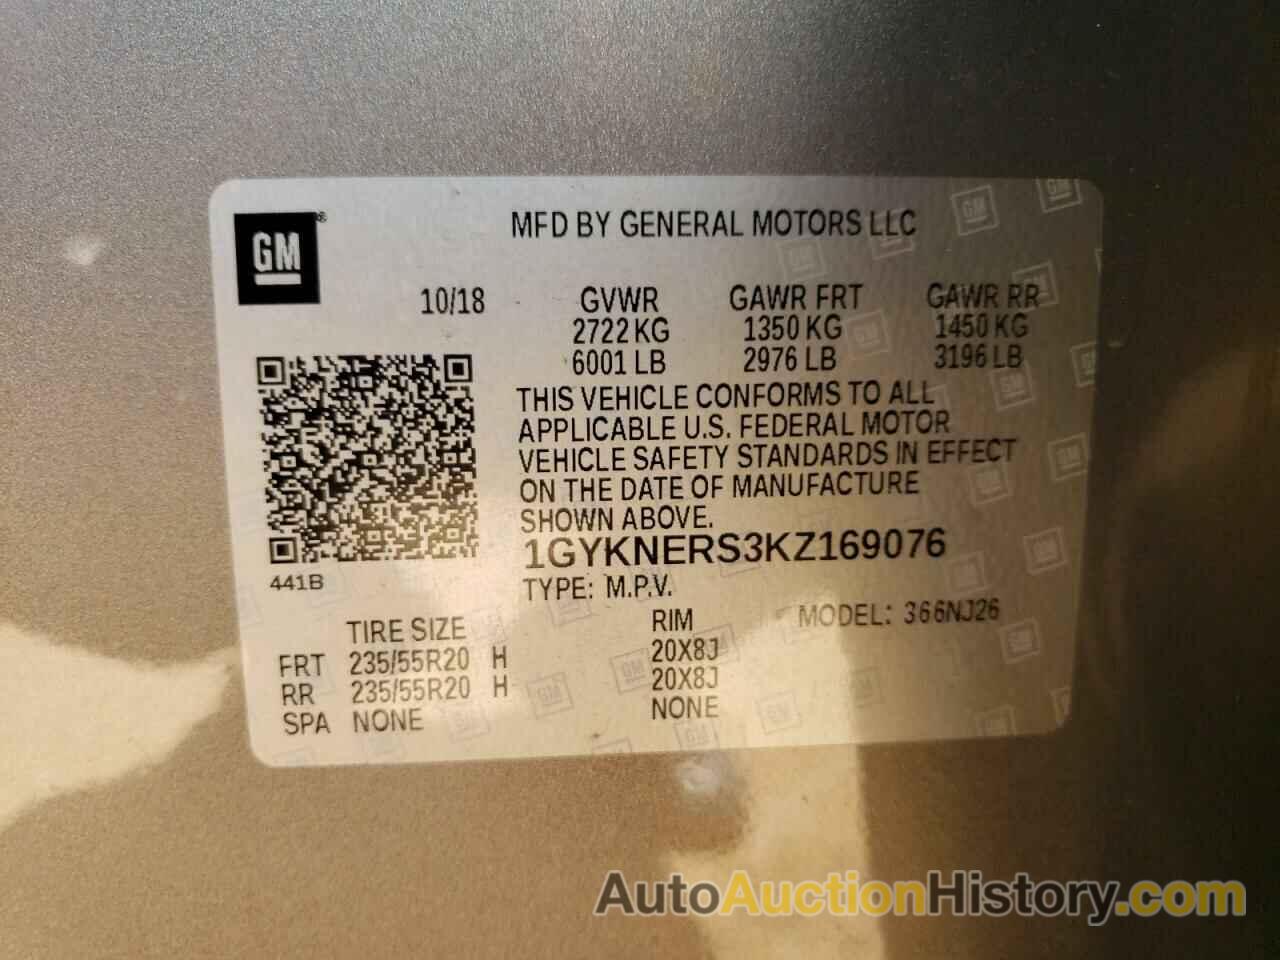 GM®
MFD BY GENERAL MOTORS LLC
10/18 GVWR GAWR FRT GAWR RR
2722 KG 1350 KG 1450 KG
6001 LB 2976 LB 3196 LB
THIS VEHICLE CONFORMS TO ALL
APPLICABLE U.S. FEDERAL MOTOR
VEHICLE SAFETY STANDARDS IN EFFECT
ON THE DATE OF MANUFACTURE
SHOWN ABOVE.
1GYKNERS3KZ169076
441B
TYPE: M.P.V.
TIRE SIZE RIM MODEL: 366NJ26
FRT 235/55R20 H 20X8J
RR 235/55R20 H 20X8J
SPA NONE NONE
AutoAuctionHistory.com